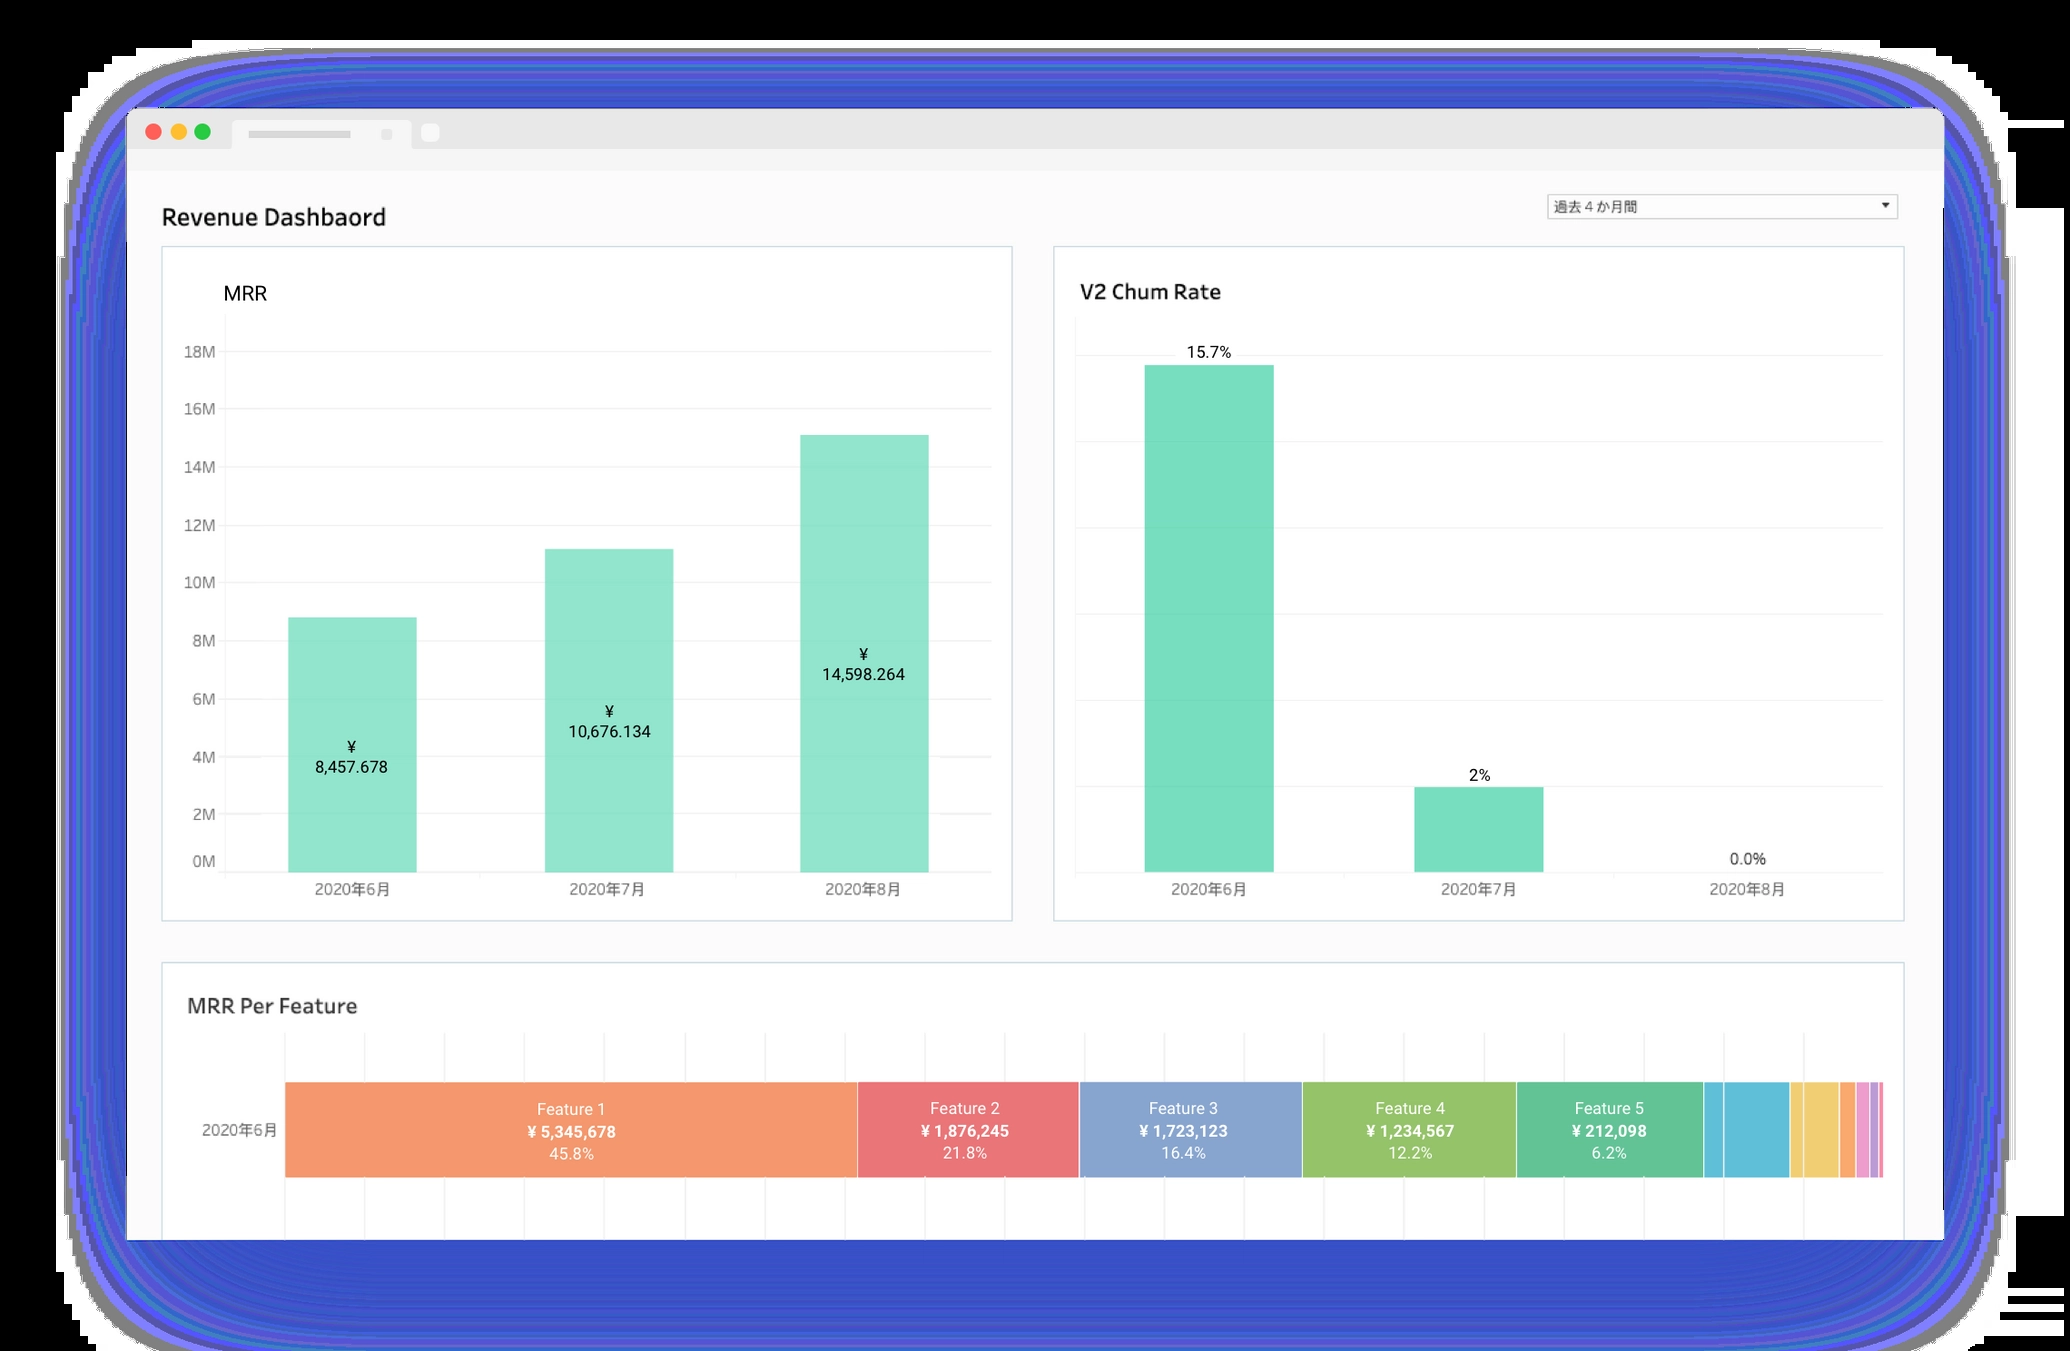 Revenue Dashbaord
過去４か月間
MRR
18M
16M
14M
12M
10M
8M
6M
4M
2M
0M
¥
8,457.678
¥
10,676.134
¥
14,598.264
2020年6月
2020年7月
2020年8月
V2 Chum Rate
15.7%
2%
0.0%
2020年6月
2020年7月
2020年8月
MRR Per Feature
2020年6月
Feature 1
¥ 5,345,678
45.8%
Feature 2
¥ 1,876,245
21.8%
Feature 3
¥ 1,723,123
16.4%
Feature 4
¥ 1,234,567
12.2%
Feature 5
¥ 212,098
6.2%